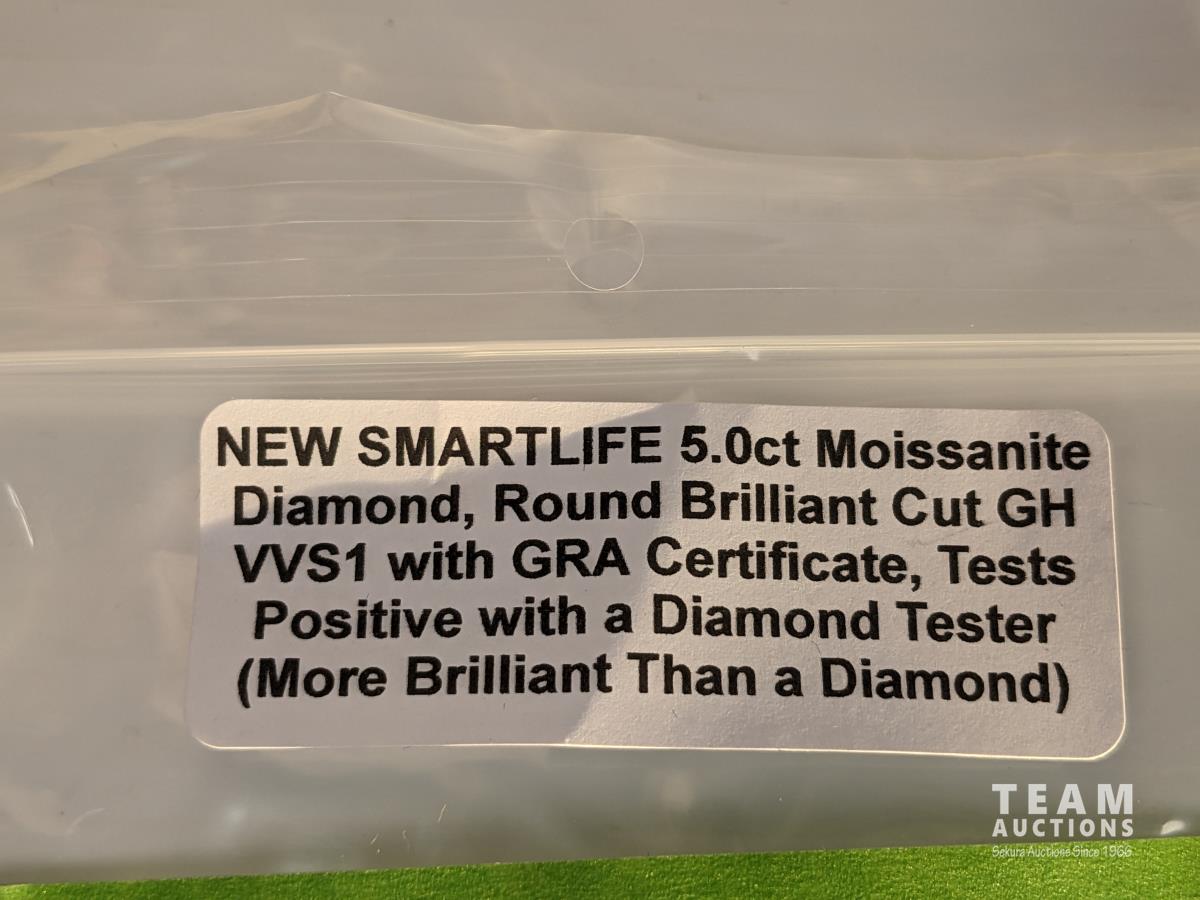 NEW SMARTLIFE 5.0ct Moissanite
Diamond, Round Brilliant Cut GH
VVS1 with GRA Certificate, Tests
Positive with a Diamond Tester
(More Brilliant Than a Diamond)
TEAM
AUCTIONS
Sekura Auctions Since 1966